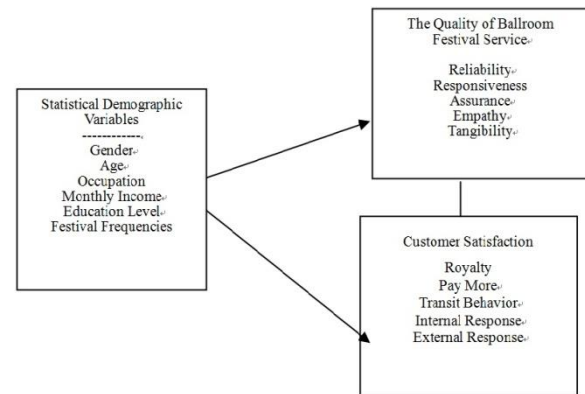 Statistical Demographic
Variables
-------------
Gender
Age
Occupation
Monthly Income
Education Level
Festival Frequencies
The Quality of Ballroom
Festival Service
Reliability
Responsiveness
Assurance
Empathy
Tangibility
Customer Satisfaction
Royalty
Pay More
Transit Behavior
Internal Response
External Response